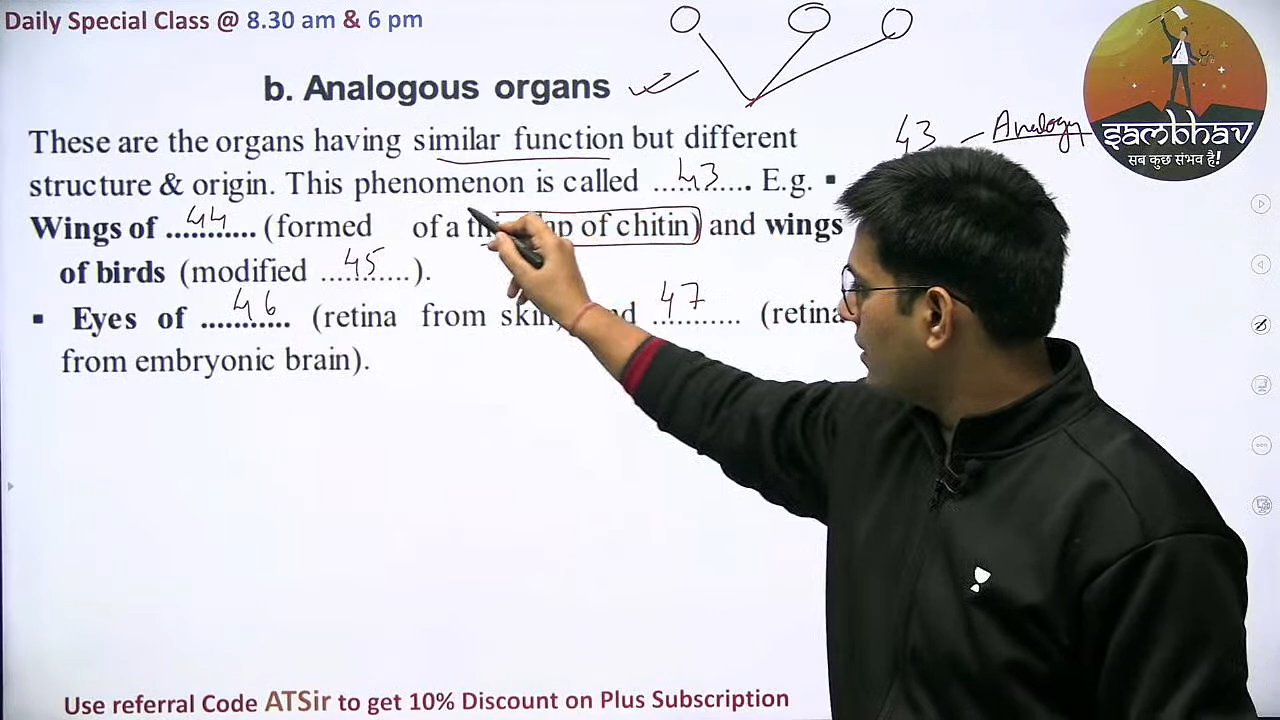 Daily Special Class @ 8.30 am & 6 pm
b. Analogous organs
These are the organs having similar function but different
43 Analogy
structure & origin. This phenomenon is called ...43.... E.g. ▪
Wings of ...44... (formed of a flap of chitin) and wings
of birds (modified ...45...).
▪ Eyes of ...46... (retina from skin) and ...47... (retina
from embryonic brain).
sambhav
सब कुछ संभव है!
Use referral Code ATSir to get 10% Discount on Plus Subscription